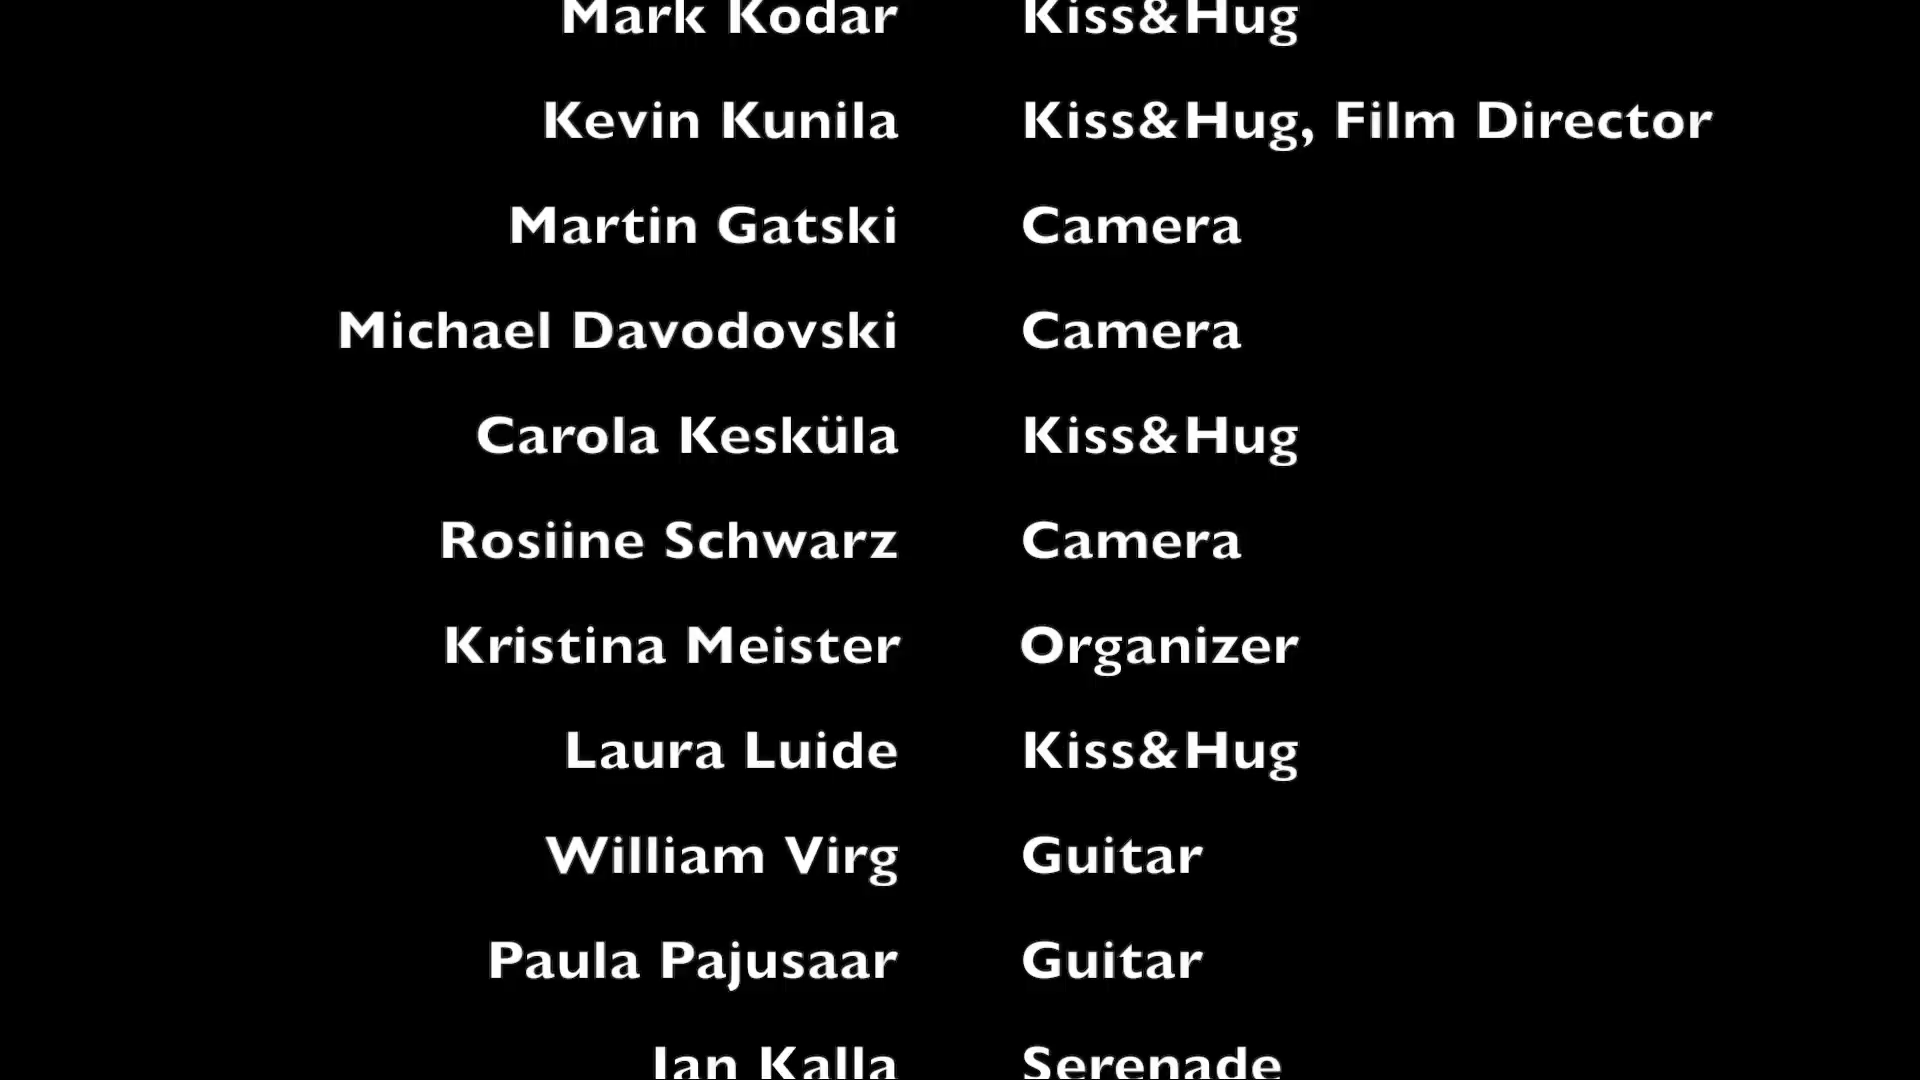 Mark Kodar Kiss&Hug
Kevin Kunila Kiss&Hug, Film Director
Martin Gatski Camera
Michael Davodovski Camera
Carola Kesküla Kiss&Hug
Rosiine Schwarz Camera
Kristina Meister Organizer
Laura Luide Kiss&Hug
William Virg Guitar
Paula Pajusaar Guitar
Kalla Serenade